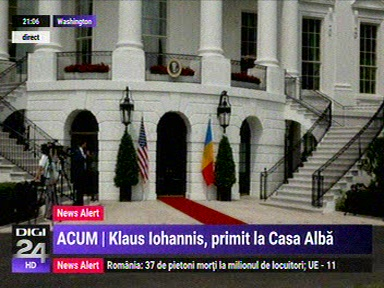 21:06
Washington
direct
News Alert
ACUM | Klaus Iohannis, primit la Casa Albă
DIGI
24
HD
News Alert
România: 37 de pietoni morţi la milionul de locuitori; UE - 11